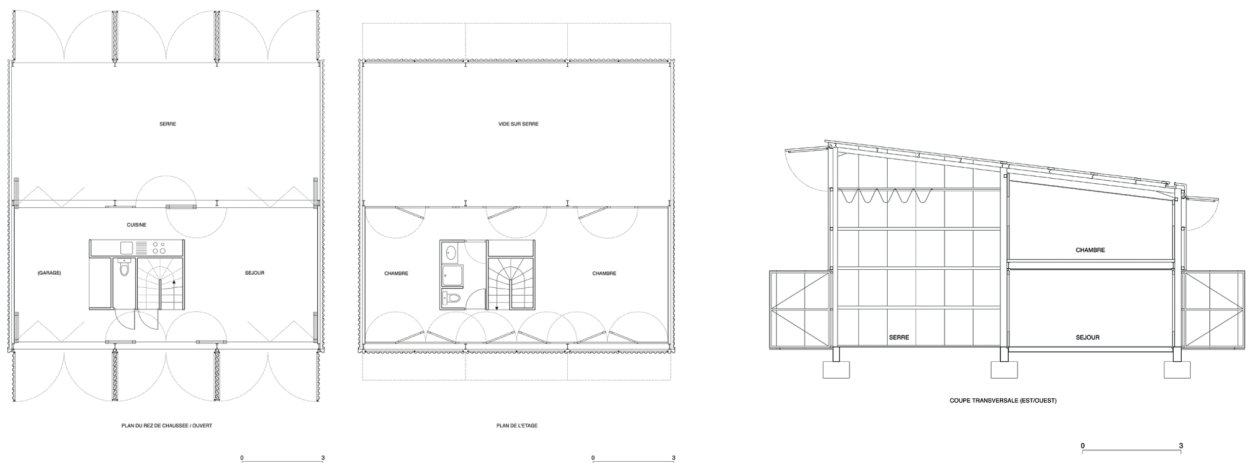 SERRE
CUISINE
(GARAGE)
SEJOUR
PLAN DU REZ DE CHAUSSEE / OUVERT
0 3
VIDE SUR SERRE
CHAMBRE
CHAMBRE
PLAN DE L'ETAGE
0 3
CHAMBRE
SERRE
SEJOUR
COUPE TRANSVERSALE (EST/OUEST)
0 3